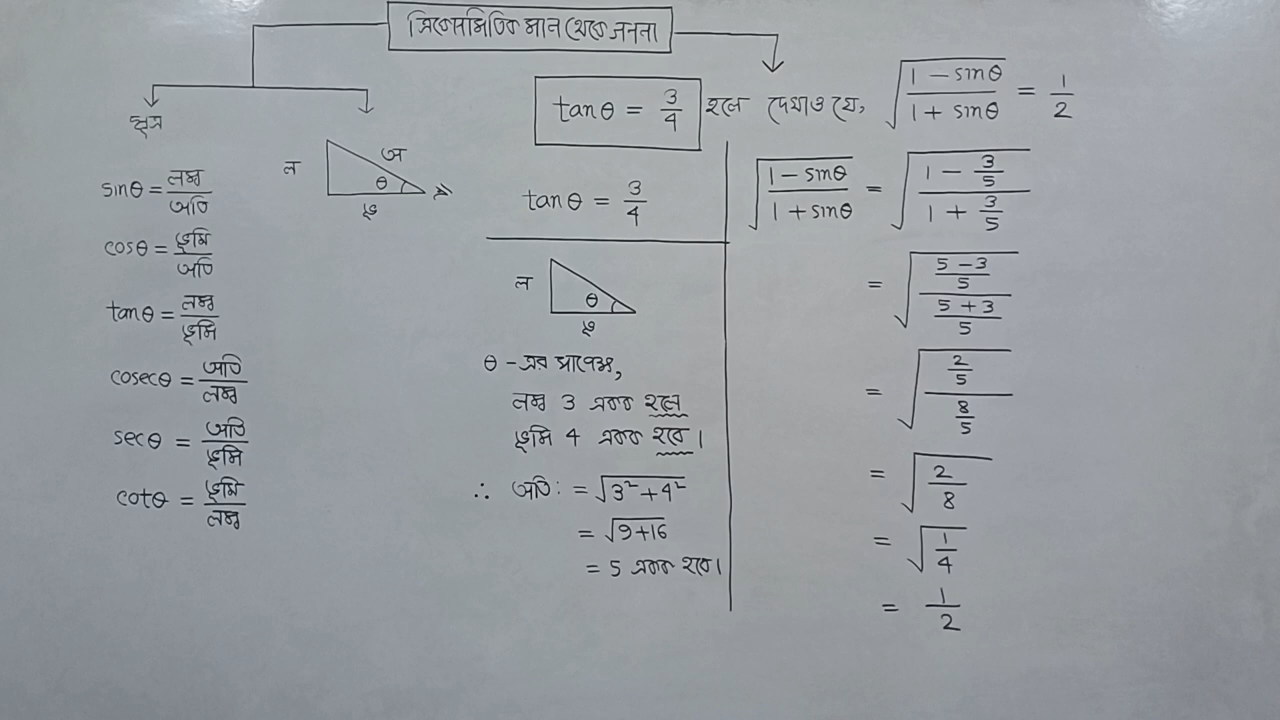 ত্রিকোণমিতিক মান থেকে
সূত্র
sinθ = লম্ব/অতি
cosθ = ভূমি/অতি
tanθ = লম্ব/ভূমি
cosecθ = অতি/লম্ব
secθ = অতি/ভূমি
cotθ = ভূমি/লম্ব
ল
অ
θ
ভূ
tanθ = 3/4 হলে দেখাও যে, √((1 - sinθ)/(1 + sinθ)) = 1/2
tanθ = 3/4
ল
θ
ভূ
θ - এর সাপেক্ষে,
লম্ব 3 একক হলে
ভূমি 4 একক হবে।
∴ অতি: = √(3² + 4²)
= √(9+16)
= 5 একক হবে।
√((1 - sinθ)/(1 + sinθ)) = √((1 - 3/5)/(1 + 3/5))
= √(((5 - 3)/5)/((5 + 3)/5))
= √((2/5)/(8/5))
= √(2/8)
= √(1/4)
= 1/2